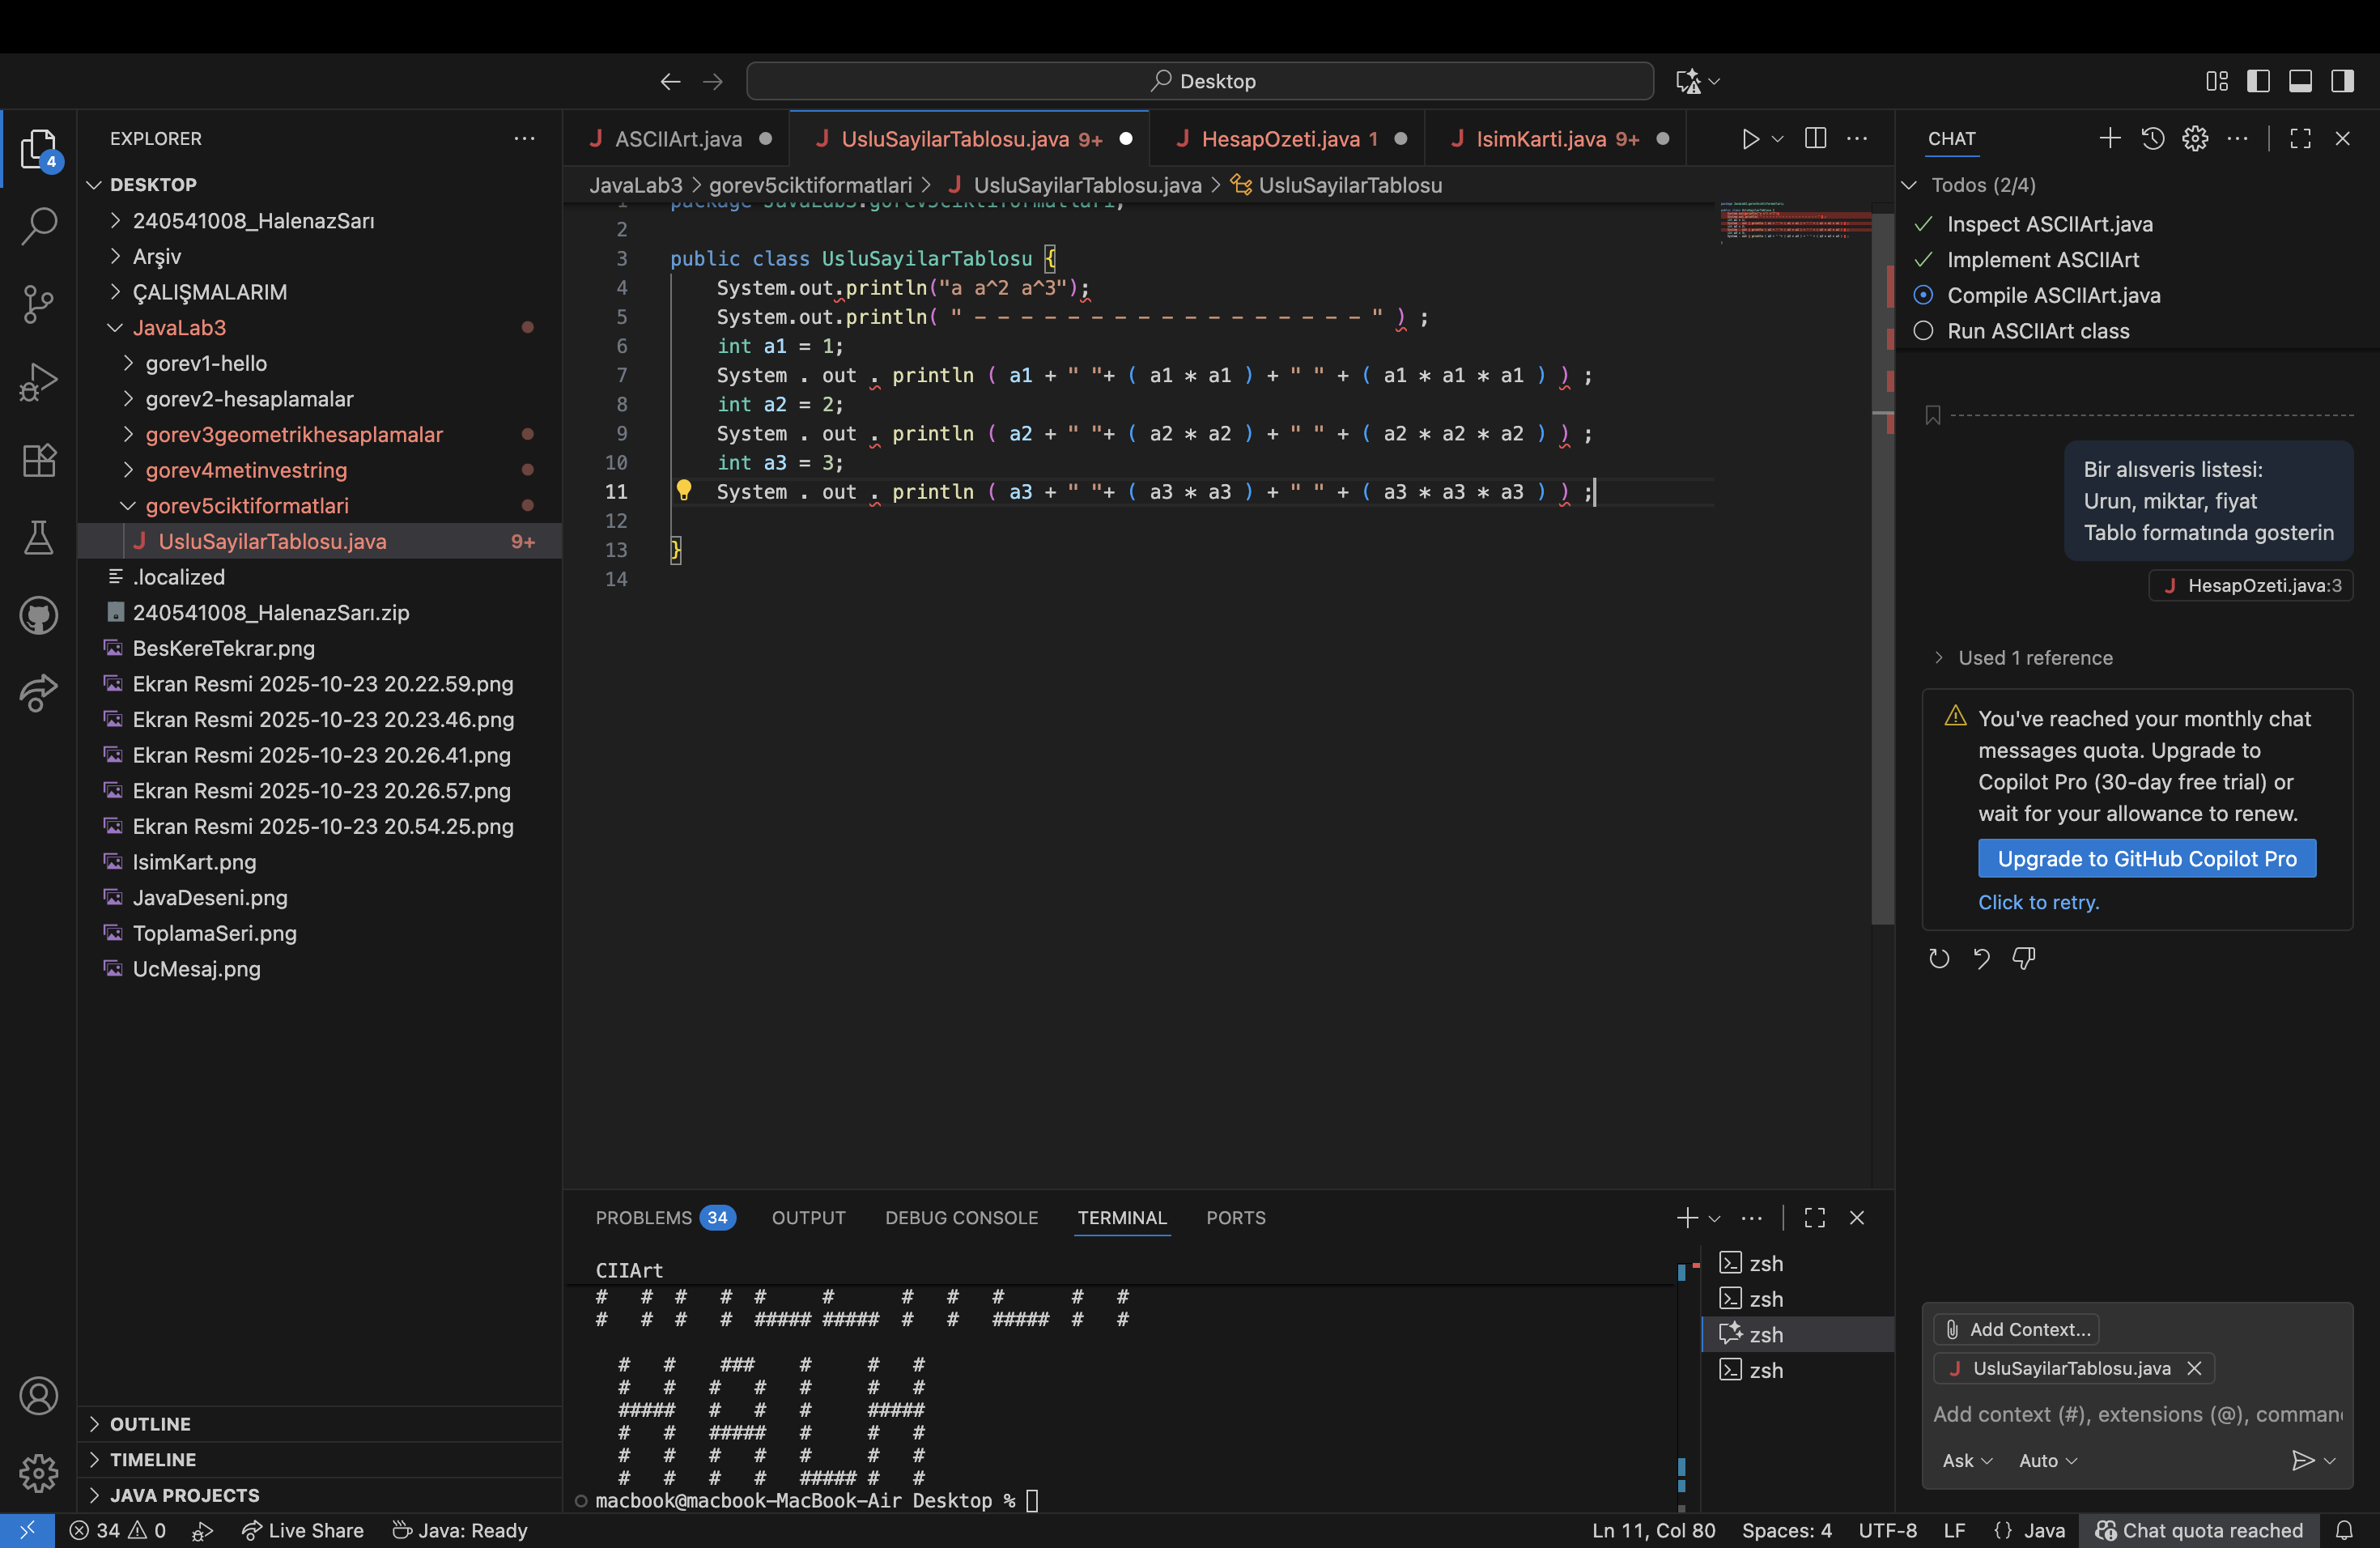 Desktop
EXPLORER
DESKTOP
240541008_HalenazSarı
Arşiv
ÇALIŞMALARIM
JavaLab3
gorev1-hello
gorev2-hesaplamalar
gorev3geometrikhesaplamalar
gorev4metinvestring
gorev5ciktiformatlari
UsluSayilarTablosu.java 9+
.localized
240541008_HalenazSarı.zip
BesKereTekrar.png
Ekran Resmi 2025-10-23 20.22.59.png
Ekran Resmi 2025-10-23 20.23.46.png
Ekran Resmi 2025-10-23 20.26.41.png
Ekran Resmi 2025-10-23 20.26.57.png
Ekran Resmi 2025-10-23 20.54.25.png
IsimKart.png
JavaDeseni.png
ToplamaSeri.png
UcMesaj.png
OUTLINE
TIMELINE
JAVA PROJECTS
4
ASCIIArt.java
UsluSayilarTablosu.java 9+
HesapOzeti.java 1
IsimKarti.java 9+
JavaLab3 > gorev5ciktiformatlari > UsluSayilarTablosu.java > UsluSayilarTablosu
1 package JavaLab3.gorev5ciktiformatlari;
2
3 public class UsluSayilarTablosu {
4 System.out.println("a a^2 a^3");
5 System.out.println( " - - - - - - - - - - - - - - - - - " ) ;
6 int a1 = 1;
7 System . out . println ( a1 + " "+ ( a1 * a1 ) + " " + ( a1 * a1 * a1 ) ) ;
8 int a2 = 2;
9 System . out . println ( a2 + " "+ ( a2 * a2 ) + " " + ( a2 * a2 * a2 ) ) ;
10 int a3 = 3;
11 System . out . println ( a3 + " "+ ( a3 * a3 ) + " " + ( a3 * a3 * a3 ) ) ;
12
13 }
14
PROBLEMS 34 OUTPUT DEBUG CONSOLE TERMINAL PORTS
CIIArt
#   #  #   #  #     #      #   #   #      #   #
#   #  #   #  ##### #####  #   #   #####  #   #
  #   #    ###    #     #   #
  #   #   #   #   #     #   #
  #####   #   #   #     #####
  #   #   #####   #     #   #
  #   #   #   #   #     #   #
  #   #   #   #   ##### #   #
macbook@macbook-MacBook-Air Desktop %
zsh
zsh
zsh
zsh
CHAT
Todos (2/4)
Inspect ASCIIArt.java
Implement ASCIIArt
Compile ASCIIArt.java
Run ASCIIArt class
Bir alısveris listesi:
Urun, miktar, fiyat
Tablo formatında gosterin
HesapOzeti.java:3
Used 1 reference
You've reached your monthly chat
messages quota. Upgrade to
Copilot Pro (30-day free trial) or
wait for your allowance to renew.
Upgrade to GitHub Copilot Pro
Click to retry.
Add Context...
UsluSayilarTablosu.java
Add context (#), extensions (@), comman
Ask Auto
34 0 Live Share Java: Ready
Ln 11, Col 80 Spaces: 4 UTF-8 LF {} Java Chat quota reached